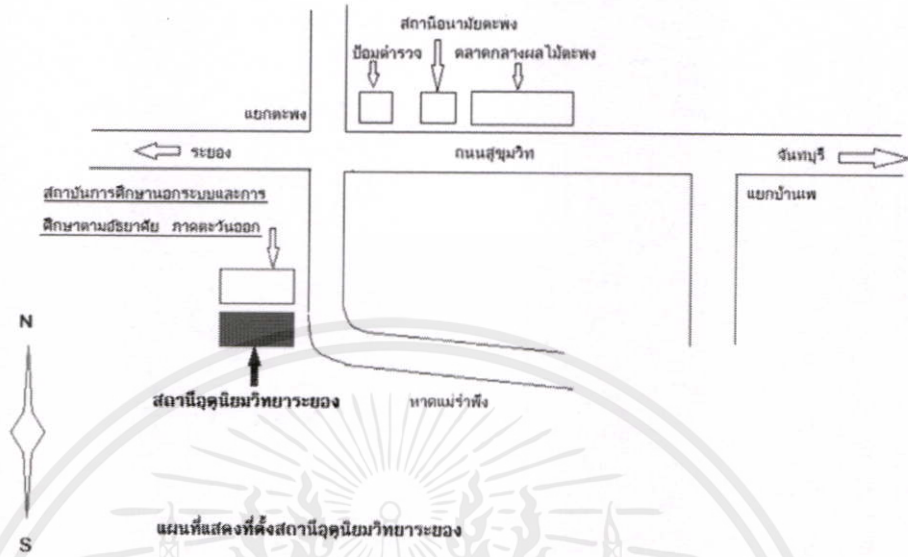 สถานีอนามัยตะพง
ป้อมตำรวจ
ตลาดกลางผลไม้ตะพง
แยกตะพง
ระยอง
ถนนสุขุมวิท
จันทบุรี
สถาบันการศึกษานอกระบบและการ
ศึกษาตามอัธยาศัย ภาคตะวันออก
แยกบ้านเพ
N
สถานีอุตุนิยมวิทยาระยอง
หาดแม่รำพึง
S
แผนที่แสดงที่ตั้งสถานีอุตุนิยมวิทยาระยอง